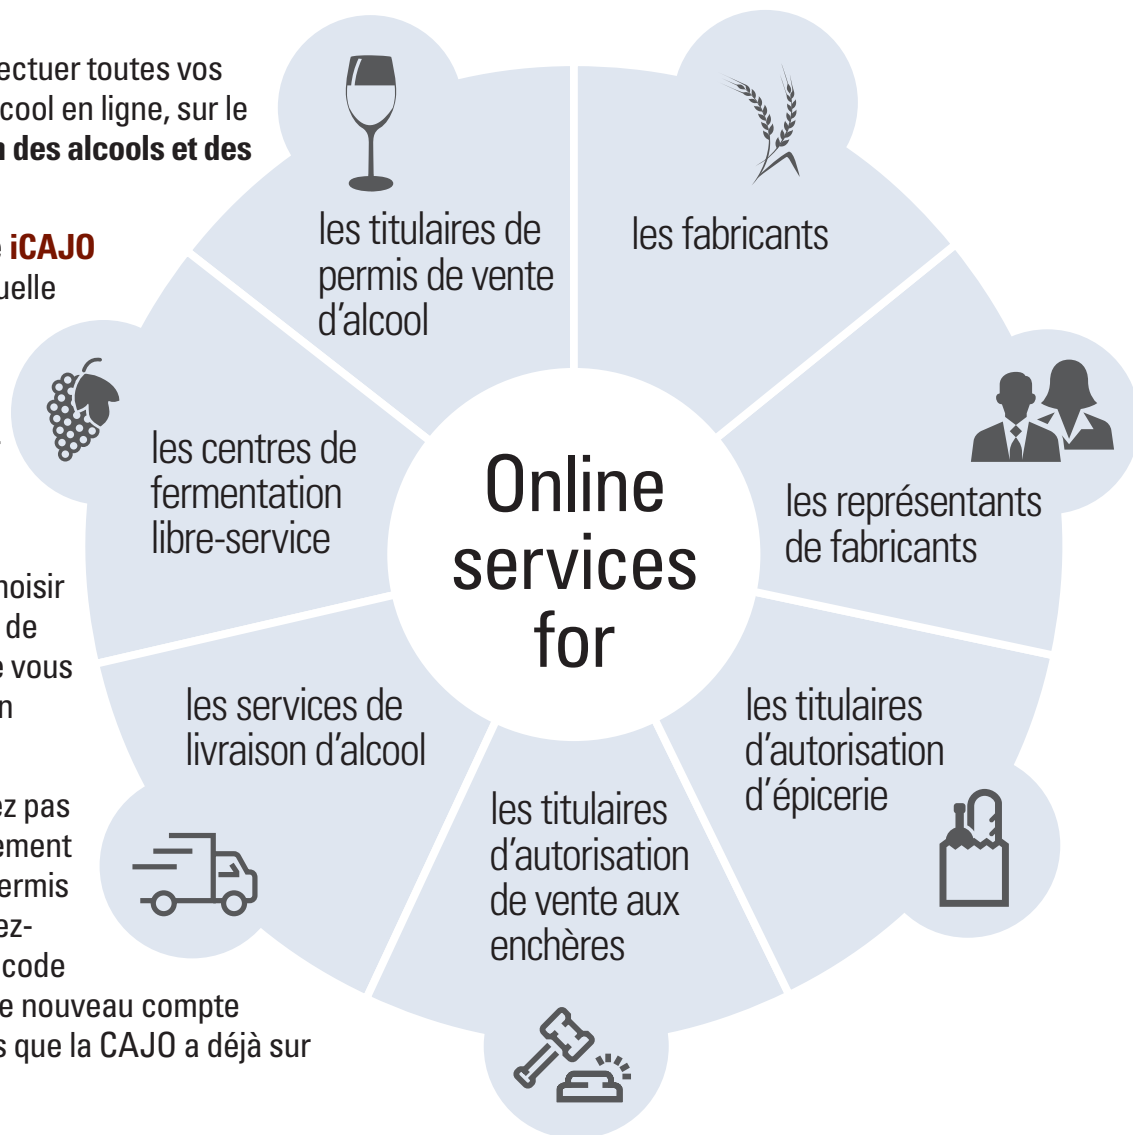 ectuer toutes vos
cool en ligne, sur le
des alcools et des
iCAJO
uelle
hoisir
de
vous
n
ez pas
ement
ermis
ez-
code
e nouveau compte
s que la CAJO a déjà sur
les titulaires de
permis de vente
d'alcool
les fabricants
les représentants
de fabricants
les titulaires
d'autorisation
d'épicerie
les titulaires
d'autorisation
de vente aux
enchères
les services de
livraison d'alcool
les centres de
fermentation
libre-service
Online
services
for